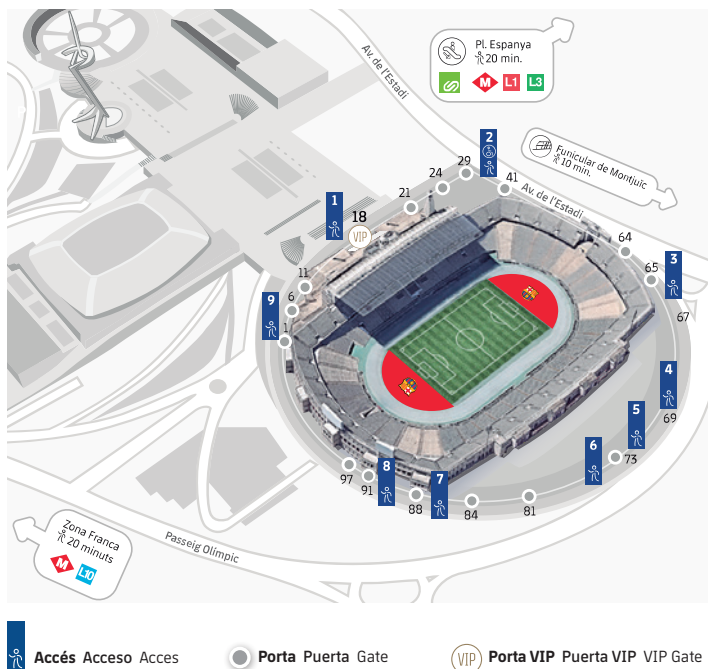 Av. de l'Estadi
Pl. Espanya
20 min.
M L1 L3
Funicular de Montjuïc
10 min.
Av. de l'Estadi
2
29
24
41
21
1
18
VIP
64
11
65
3
9
6
67
1
4
5
69
6
73
97
8
91
7
88
84
81
Zona Franca
20 minuts
M L10
Passeig Olímpic
Accés Acceso Acces
Porta Puerta Gate
VIP Porta VIP Puerta VIP VIP Gate